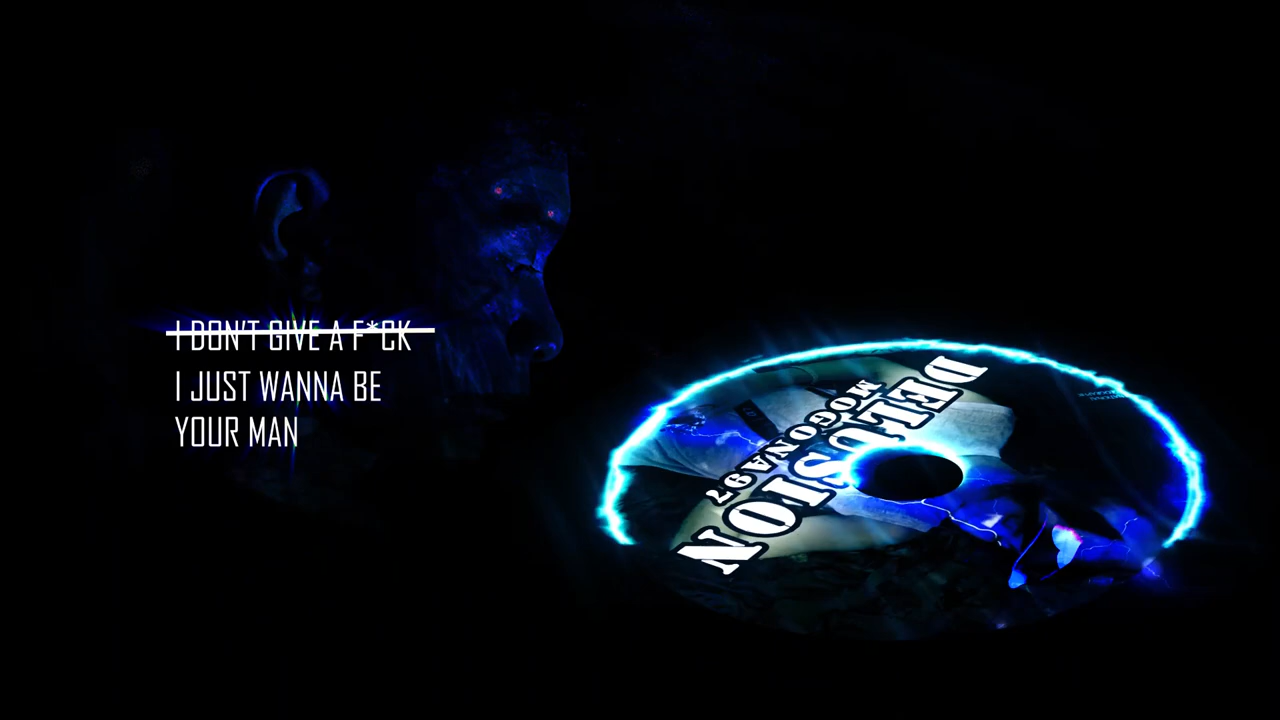 I DON'T GIVE A F*CK
I JUST WANNA BE
YOUR MAN
DELUSION
MOGONA97